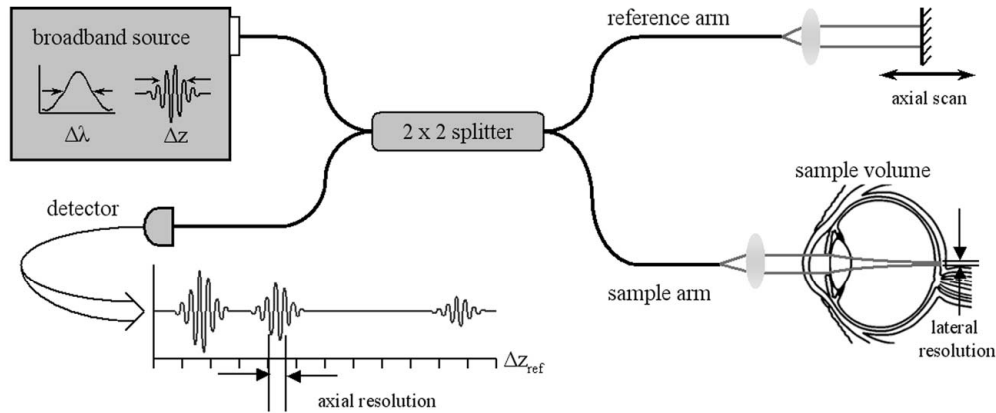 broadband source
Δλ
Δz
2 x 2 splitter
reference arm
axial scan
sample volume
sample arm
lateral
resolution
detector
Δz_ref
axial resolution